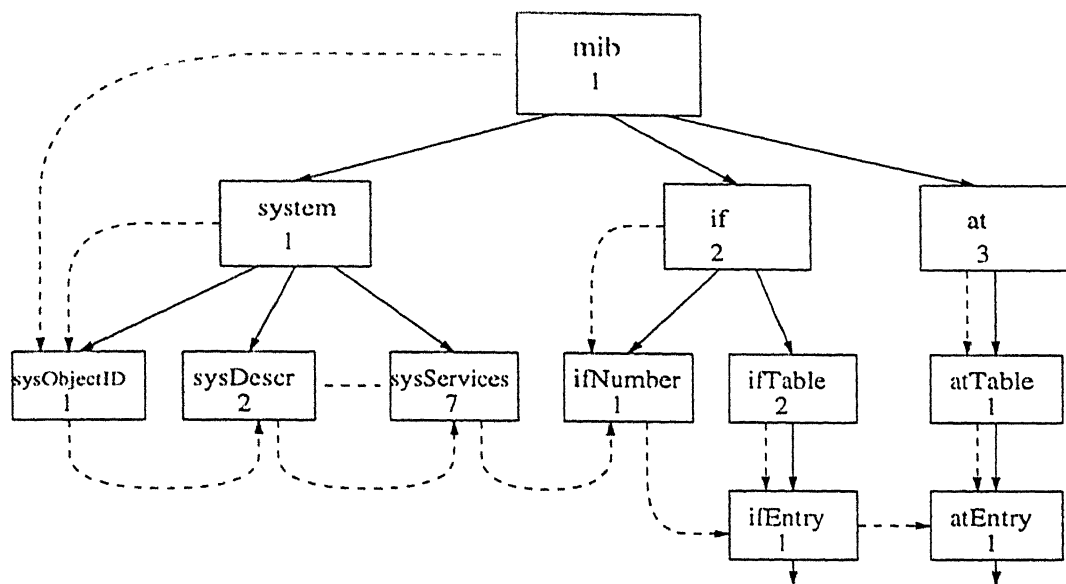 mib
1
system
1
if
2
at
3
sysObjectID
1
sysDescr
2
sysServices
7
ifNumber
1
ifTable
2
atTable
1
ifEntry
1
atEntry
1